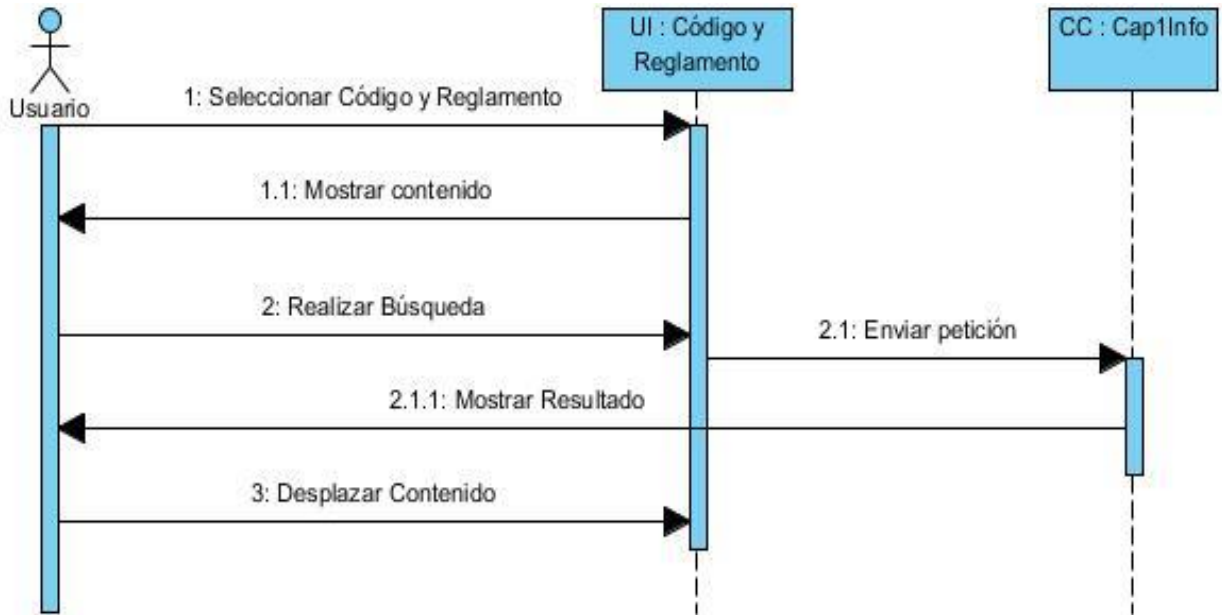 UI : Código y
Reglamento
CC : Cap1Info
Usuario
1: Seleccionar Código y Reglamento
1.1: Mostrar contenido
2: Realizar Búsqueda
2.1: Enviar petición
2.1.1: Mostrar Resultado
3: Desplazar Contenido